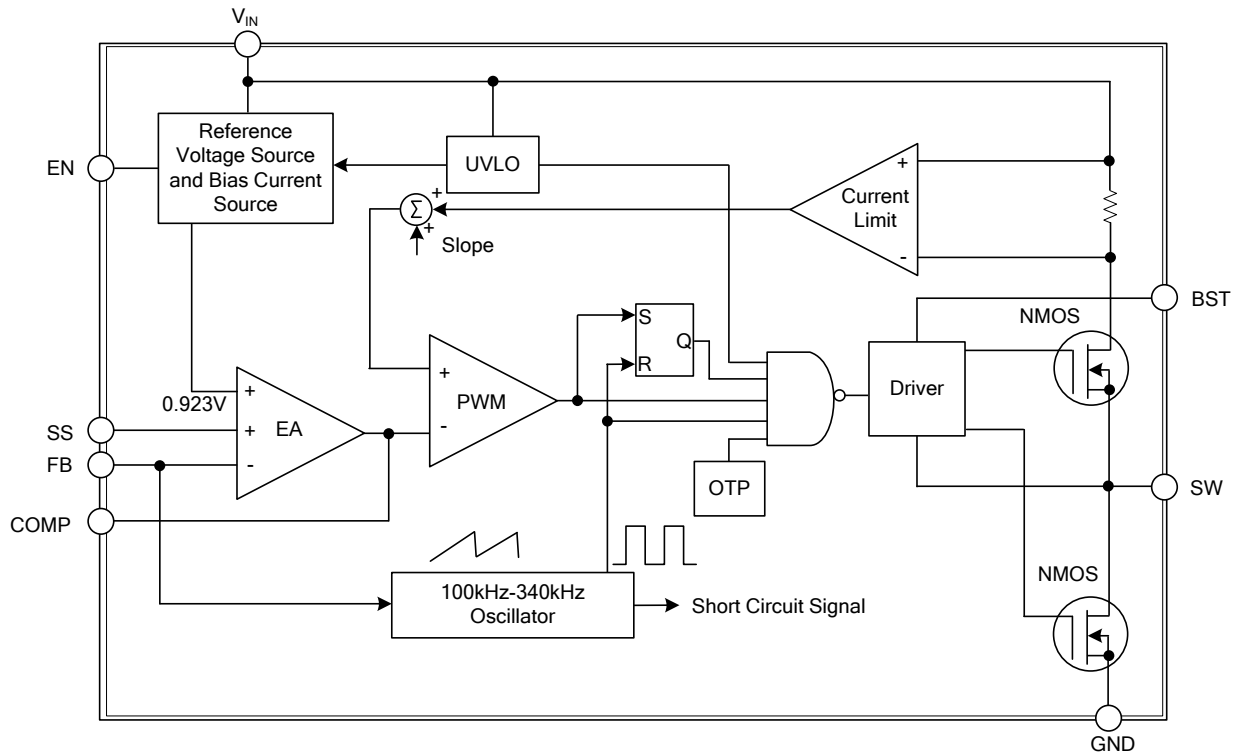 VIN
EN
Reference
Voltage Source
and Bias Current
Source
UVLO
+
+
Σ
+
Slope
+
Current
Limit
-
BST
NMOS
S
Q
R
+
PWM
-
Driver
0.923V
+
SS
+
EA
FB
-
OTP
SW
COMP
NMOS
100kHz-340kHz
Oscillator
Short Circuit Signal
GND